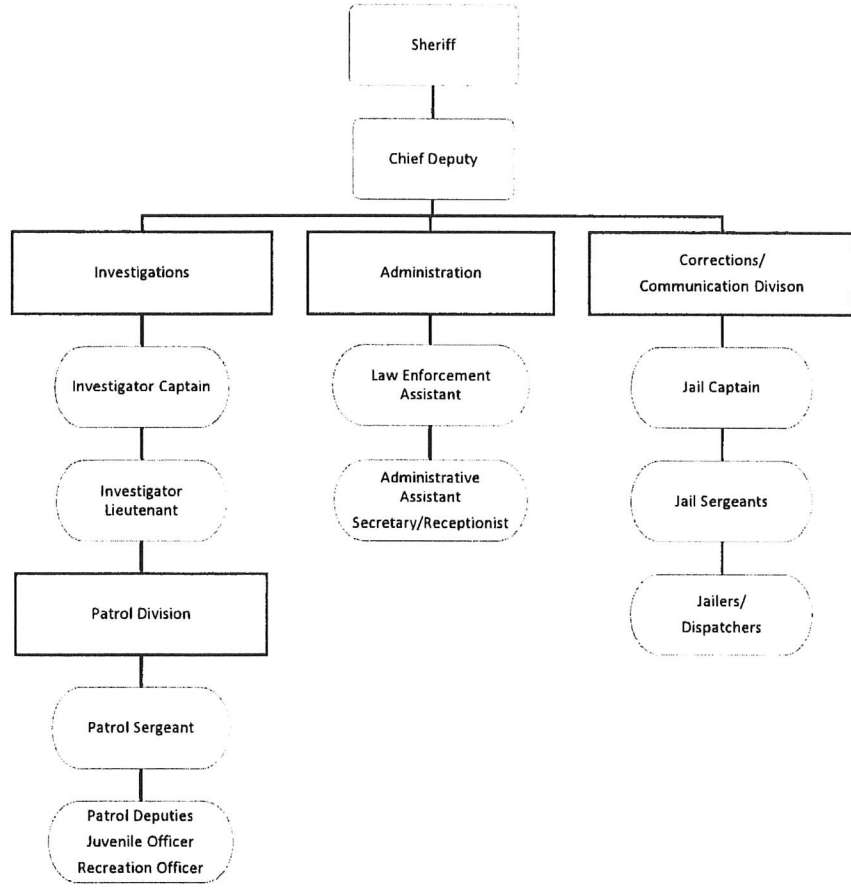 Sheriff
Chief Deputy
Investigations
Administration
Corrections/
Communication Divison
Investigator Captain
Law Enforcement
Assistant
Jail Captain
Investigator
Lieutenant
Administrative
Assistant
Secretary/Receptionist
Jail Sergeants
Patrol Division
Jailers/
Dispatchers
Patrol Sergeant
Patrol Deputies
Juvenile Officer
Recreation Officer